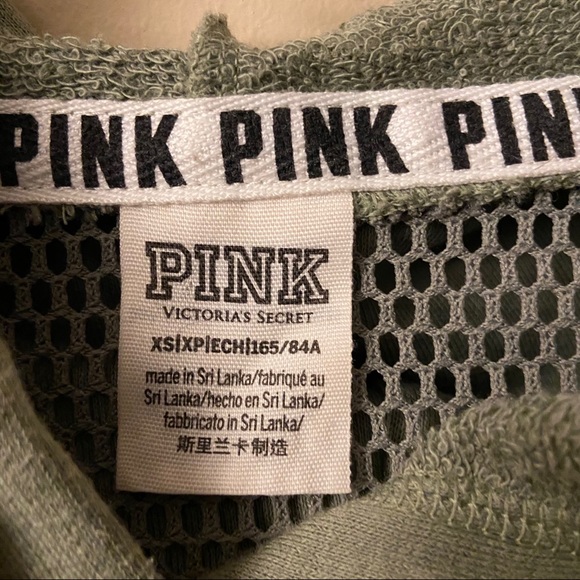 PINK PINK PINK PIN
PINK
VICTORIA'S SECRET
XS|XP|ECH|165/84A
made in Sri Lanka/fabriqué au
Sri Lanka/hecho en Sri Lanka/
fabbricato in Sri Lanka/
斯里兰卡制造